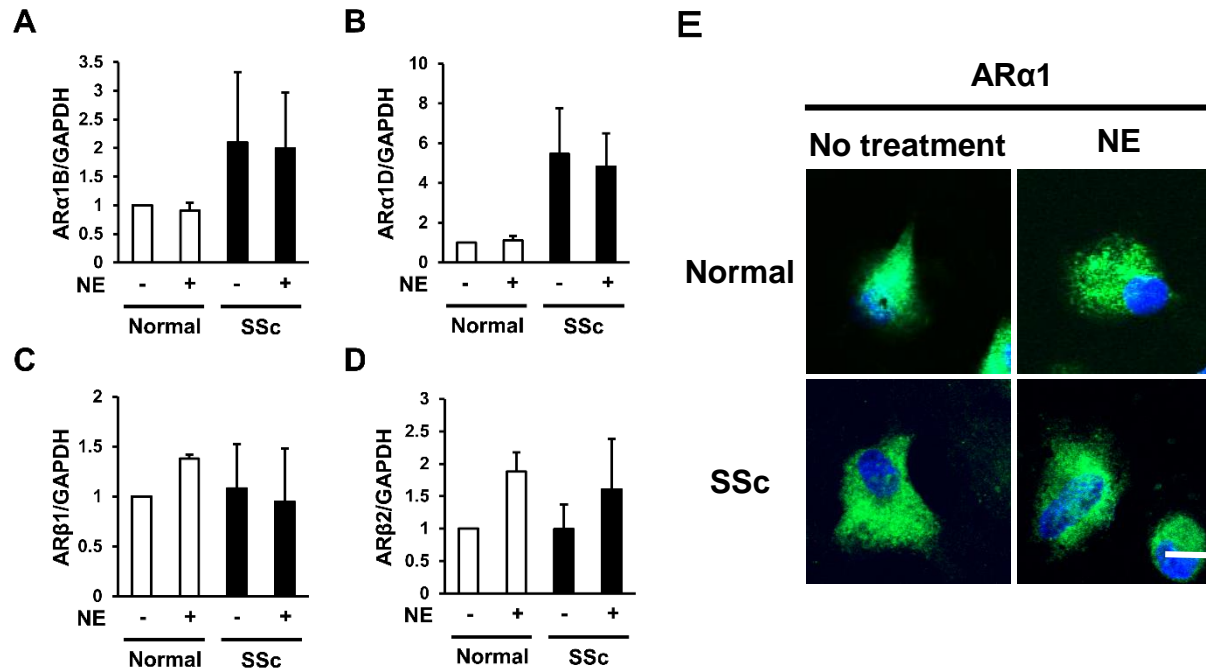 A
ARα1B/GAPDH
3.5
3
2.5
2
1.5
1
0.5
0
NE - + - +
Normal SSc
B
ARα1D/GAPDH
10
8
6
4
2
0
NE - + - +
Normal SSc
C
ARβ1/GAPDH
2
1.5
1
0.5
0
NE - + - +
Normal SSc
D
ARβ2/GAPDH
3
2.5
2
1.5
1
0.5
0
NE - + - +
Normal SSc
E
ARα1
No treatment NE
Normal
SSc